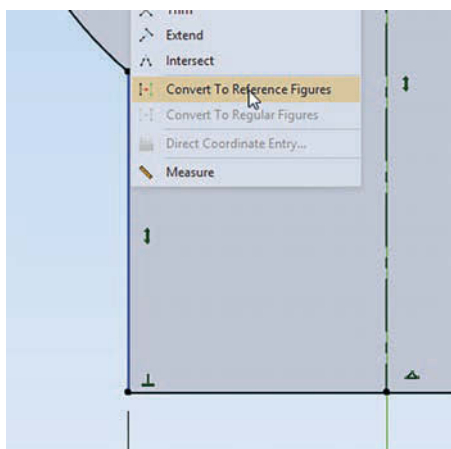 Extend
Intersect
Convert To Reference Figures
Convert To Regular Figures
Direct Coordinate Entry...
Measure